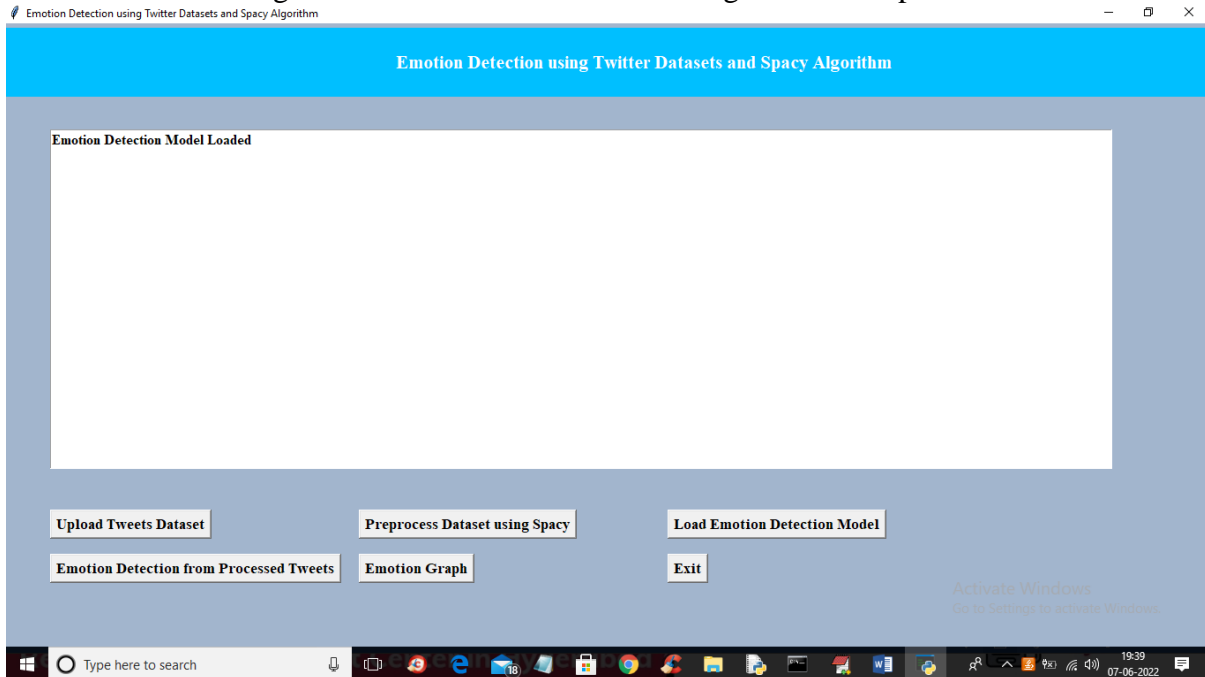 Emotion Detection using Twitter Datasets and Spacy Algorithm
Emotion Detection using Twitter Datasets and Spacy Algorithm
Emotion Detection Model Loaded
Upload Tweets Dataset Preprocess Dataset using Spacy Load Emotion Detection Model
Emotion Detection from Processed Tweets Emotion Graph Exit
Activate Windows
Go to Settings to activate Windows.
Type here to search
18
19:39
07-06-2022